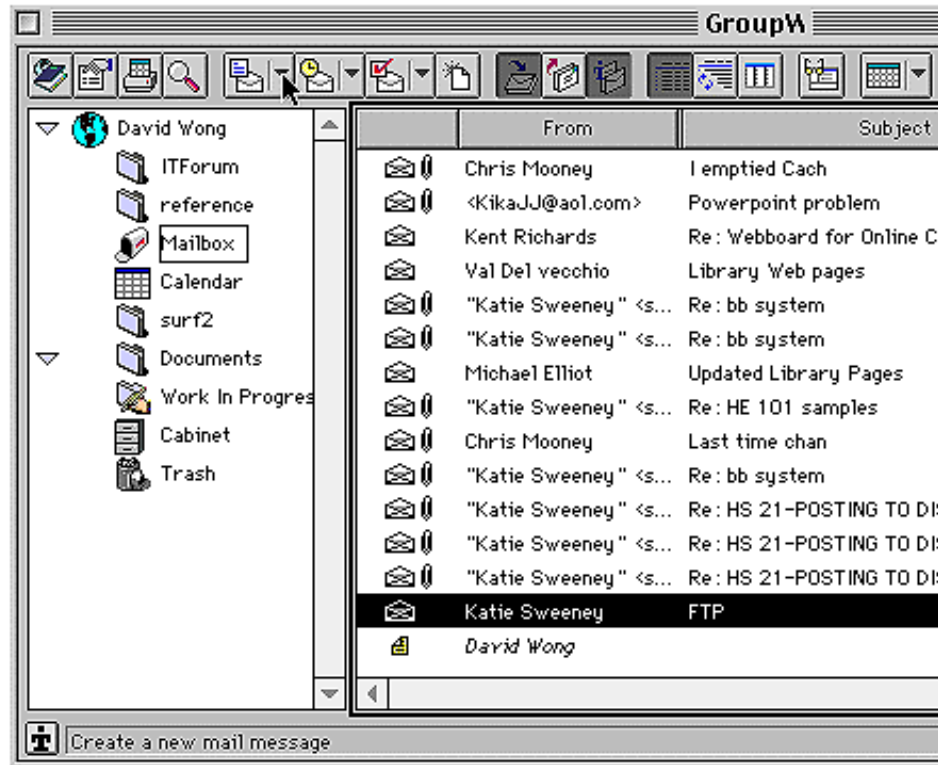 GroupW
David Wong
ITForum
reference
Mailbox
Calendar
surf2
Documents
Work In Progres
Cabinet
Trash
From Subject
Chris Mooney I emptied Cach
<KikaJJ@aol.com> Powerpoint problem
Kent Richards Re: Webboard for Online C
Val Del vecchio Library Web pages
"Katie Sweeney" <s... Re: bb system
"Katie Sweeney" <s... Re: bb system
Michael Elliot Updated Library Pages
"Katie Sweeney" <s... Re: HE 101 samples
Chris Mooney Last time chan
"Katie Sweeney" <s... Re: bb system
"Katie Sweeney" <s... Re: HS 21-POSTING TO DIS
"Katie Sweeney" <s... Re: HS 21-POSTING TO DIS
"Katie Sweeney" <s... Re: HS 21-POSTING TO DIS
Katie Sweeney FTP
David Wong
Create a new mail message